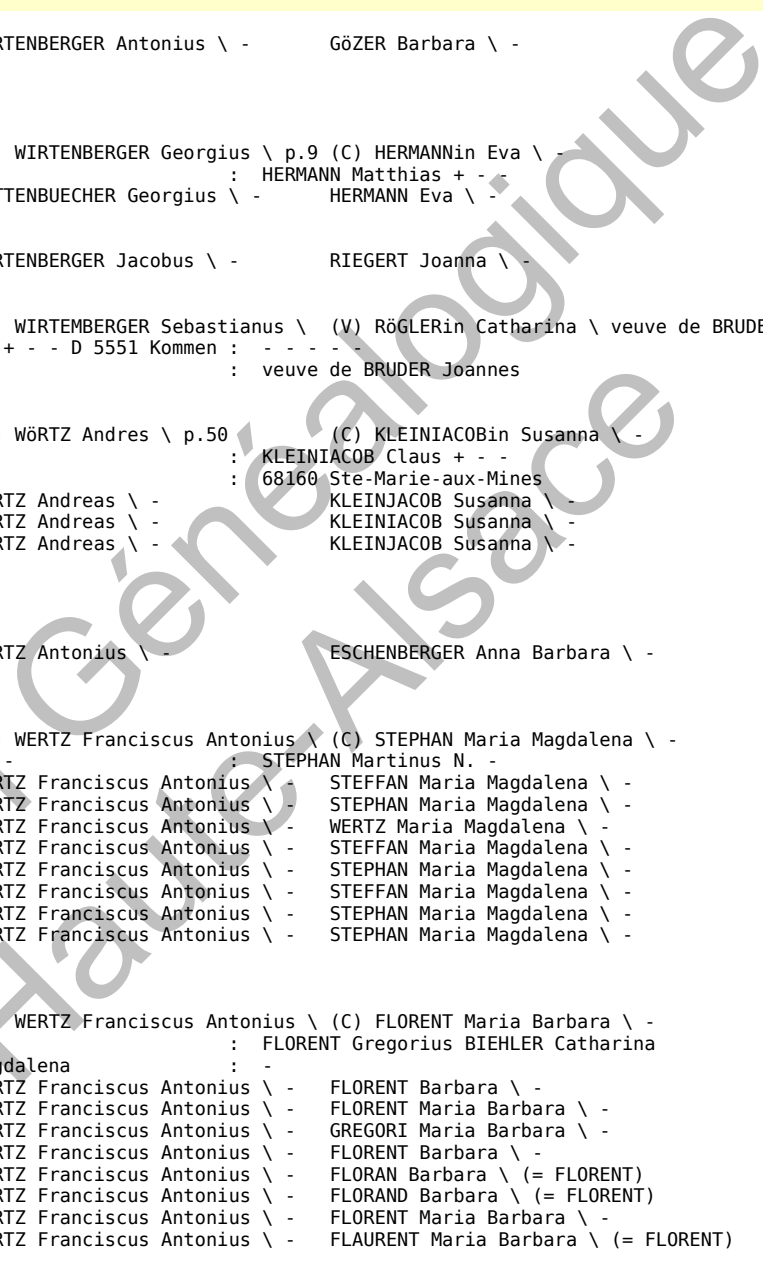 RTENBERGER Antonius \ - GöZER Barbara \ -
WIRTENBERGER Georgius \ p.9 (C) HERMANNin Eva \ -
: HERMANN Matthias + - -
TTENBUECHER Georgius \ - HERMANN Eva \ -
RTENBERGER Jacobus \ - RIEGERT Joanna \ -
WIRTEMBERGER Sebastianus \ (V) RöGLERin Catharina \ veuve de BRUDE
+ - - D 5551 Kommen : - - - - -
: veuve de BRUDER Joannes
WöRTZ Andres \ p.50 (C) KLEINIACOBin Susanna \ -
: KLEINIACOB Claus + - -
: 68160 Ste-Marie-aux-Mines
RTZ Andreas \ - KLEINJACOB Susanna \ -
RTZ Andreas \ - KLEINIACOB Susanna \ -
RTZ Andreas \ - KLEINJACOB Susanna \ -
RTZ Antonius \ - ESCHENBERGER Anna Barbara \ -
WERTZ Franciscus Antonius \ (C) STEPHAN Maria Magdalena \ -
- : STEPHAN Martinus N. -
RTZ Franciscus Antonius \ - STEFFAN Maria Magdalena \ -
RTZ Franciscus Antonius \ - STEPHAN Maria Magdalena \ -
RTZ Franciscus Antonius \ - WERTZ Maria Magdalena \ -
RTZ Franciscus Antonius \ - STEFFAN Maria Magdalena \ -
RTZ Franciscus Antonius \ - STEPHAN Maria Magdalena \ -
RTZ Franciscus Antonius \ - STEFFAN Maria Magdalena \ -
RTZ Franciscus Antonius \ - STEPHAN Maria Magdalena \ -
RTZ Franciscus Antonius \ - STEPHAN Maria Magdalena \ -
WERTZ Franciscus Antonius \ (C) FLORENT Maria Barbara \ -
: FLORENT Gregorius BIEHLER Catharina
gdalena : -
RTZ Franciscus Antonius \ - FLORENT Barbara \ -
RTZ Franciscus Antonius \ - FLORENT Maria Barbara \ -
RTZ Franciscus Antonius \ - GREGORI Maria Barbara \ -
RTZ Franciscus Antonius \ - FLORENT Barbara \ -
RTZ Franciscus Antonius \ - FLORAN Barbara \ (= FLORENT)
RTZ Franciscus Antonius \ - FLORAND Barbara \ (= FLORENT)
RTZ Franciscus Antonius \ - FLORENT Maria Barbara \ -
RTZ Franciscus Antonius \ - FLAURENT Maria Barbara \ (= FLORENT)
Généalogique
Haute-Alsace